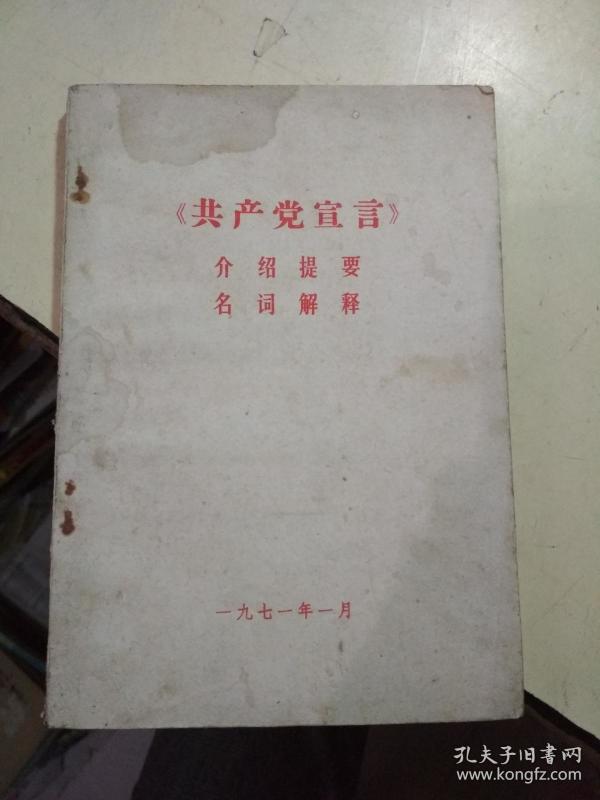 《共产党宣言》
介绍提要
名词解释
一九七一年一月
孔夫子旧书网
www.kongfz.com